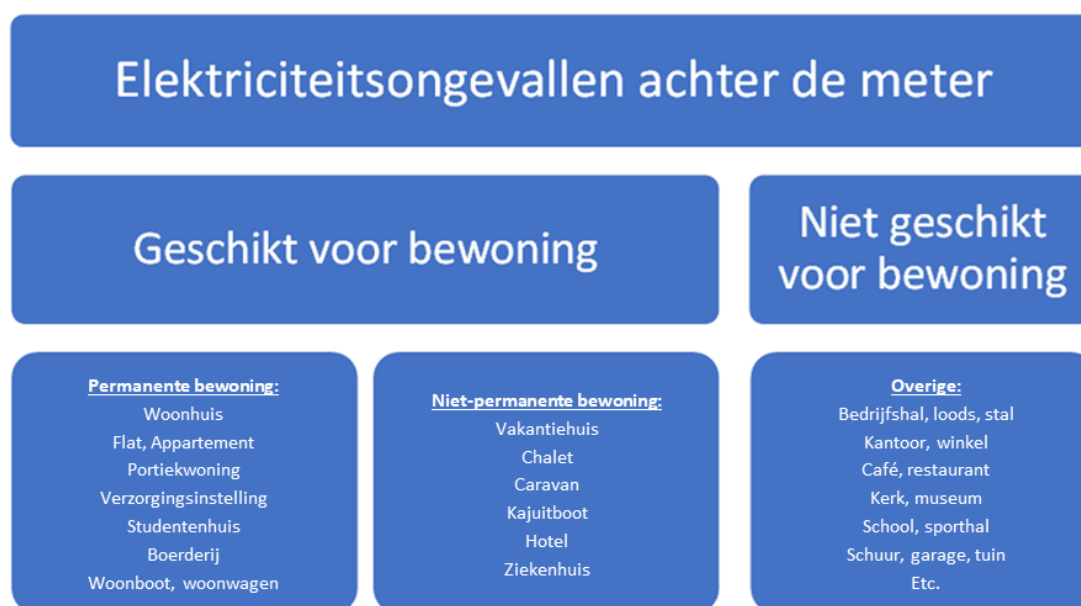 Elektriciteitsongevallen achter de meter
Geschikt voor bewoning
Niet geschikt
voor bewoning
Permanente bewoning:
Woonhuis
Flat, Appartement
Portiekwoning
Verzorgingsinstelling
Studentenhuis
Boerderij
Woonboot, woonwagen
Niet-permanente bewoning:
Vakantiehuis
Chalet
Caravan
Kajuitboot
Hotel
Ziekenhuis
Overige:
Bedrijfshal, loods, stal
Kantoor, winkel
Café, restaurant
Kerk, museum
School, sporthal
Schuur, garage, tuin
Etc.